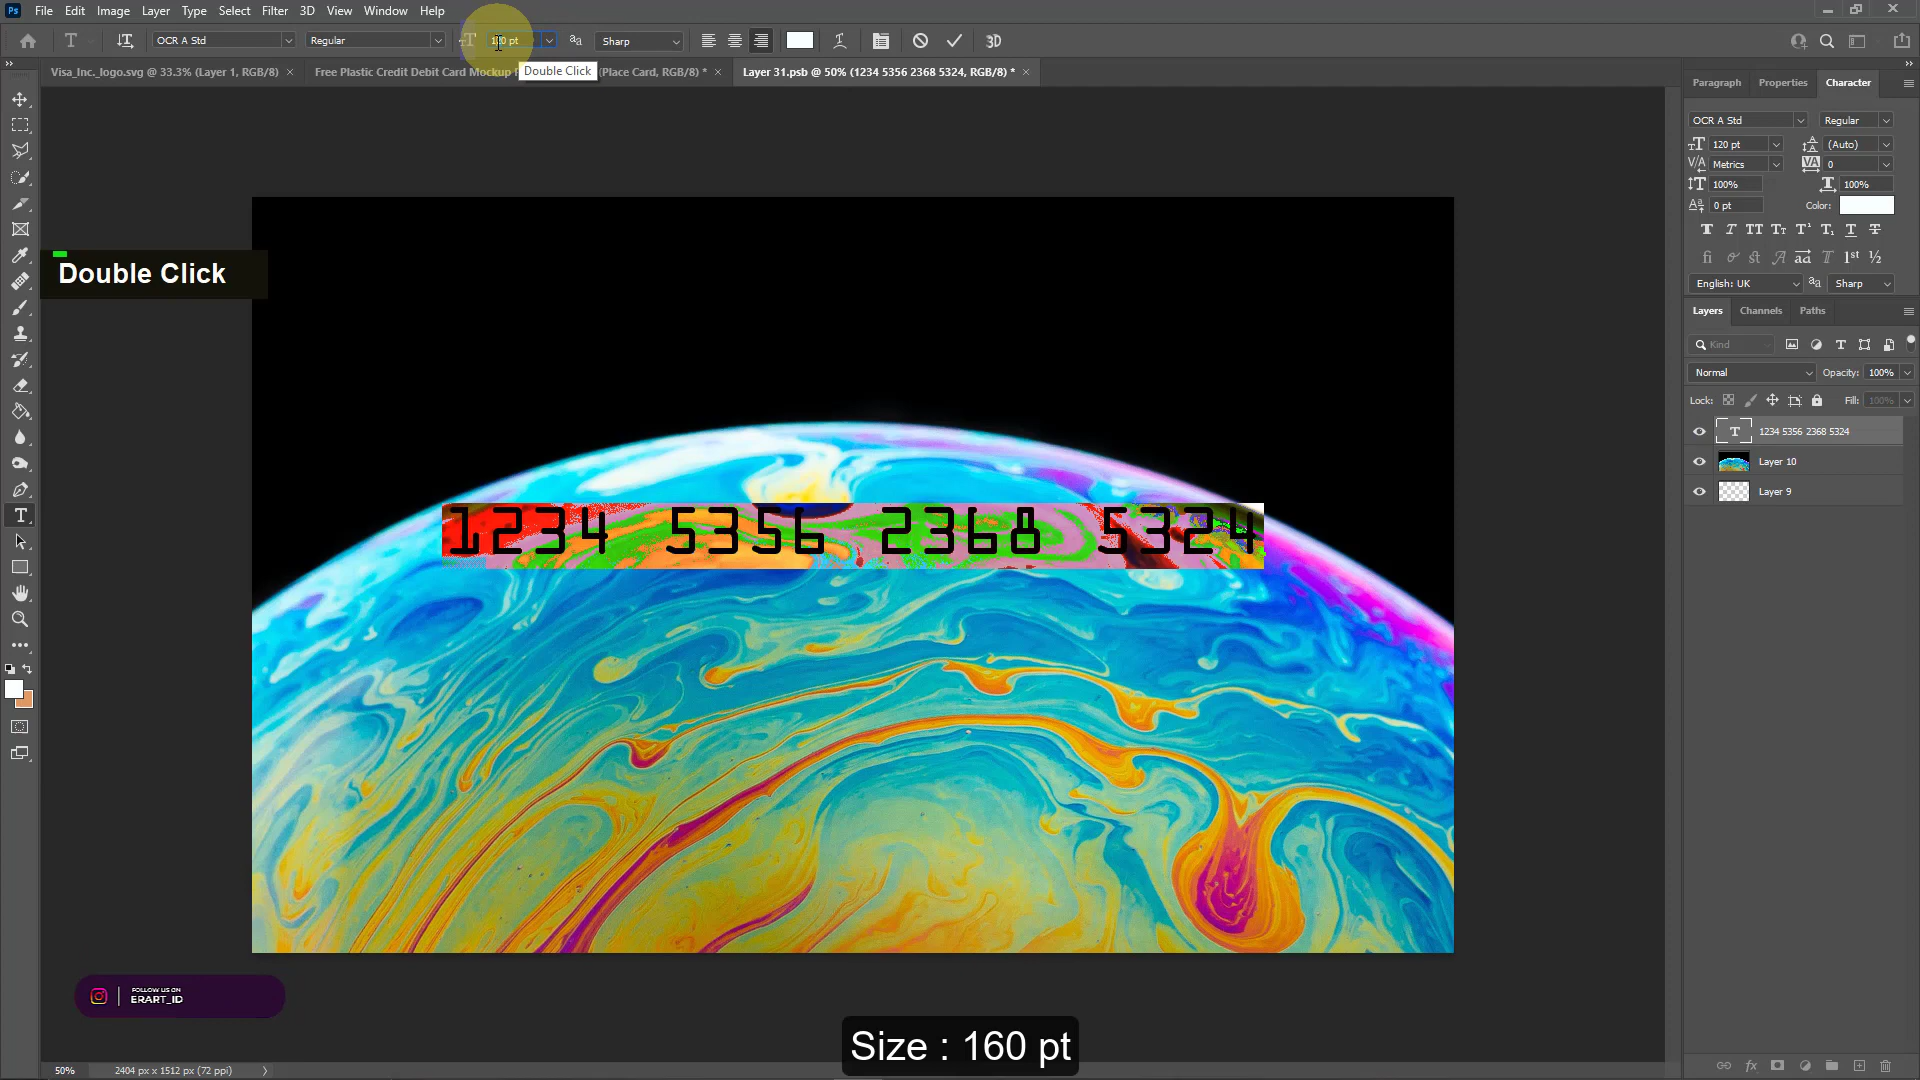 Ps File Edit Image Layer Type Select Filter 3D View Window Help
OCR A Std Regular 120 pt Sharp 3D
Visa_Inc._logo.svg @ 33.3% (Layer 1, RGB/8) × Free Plastic Credit Debit Card Mockup (Place Card, RGB/8) * × Layer 31.psb @ 50% (1234 5356 2368 5324, RGB/8) * ×
Double Click
Double Click
1234 5356 2368 5324
FOLLOW US ON
ERART_ID
Size : 160 pt
50% 2404 px x 1512 px (72 ppi)
Paragraph Properties Character
OCR A Std Regular
120 pt (Auto)
Metrics 0
100% 100%
0 pt Color:
English: UK Sharp
Layers Channels Paths
Kind
Normal Opacity: 100%
Lock: Fill: 100%
1234 5356 2368 5324
Layer 10
Layer 9